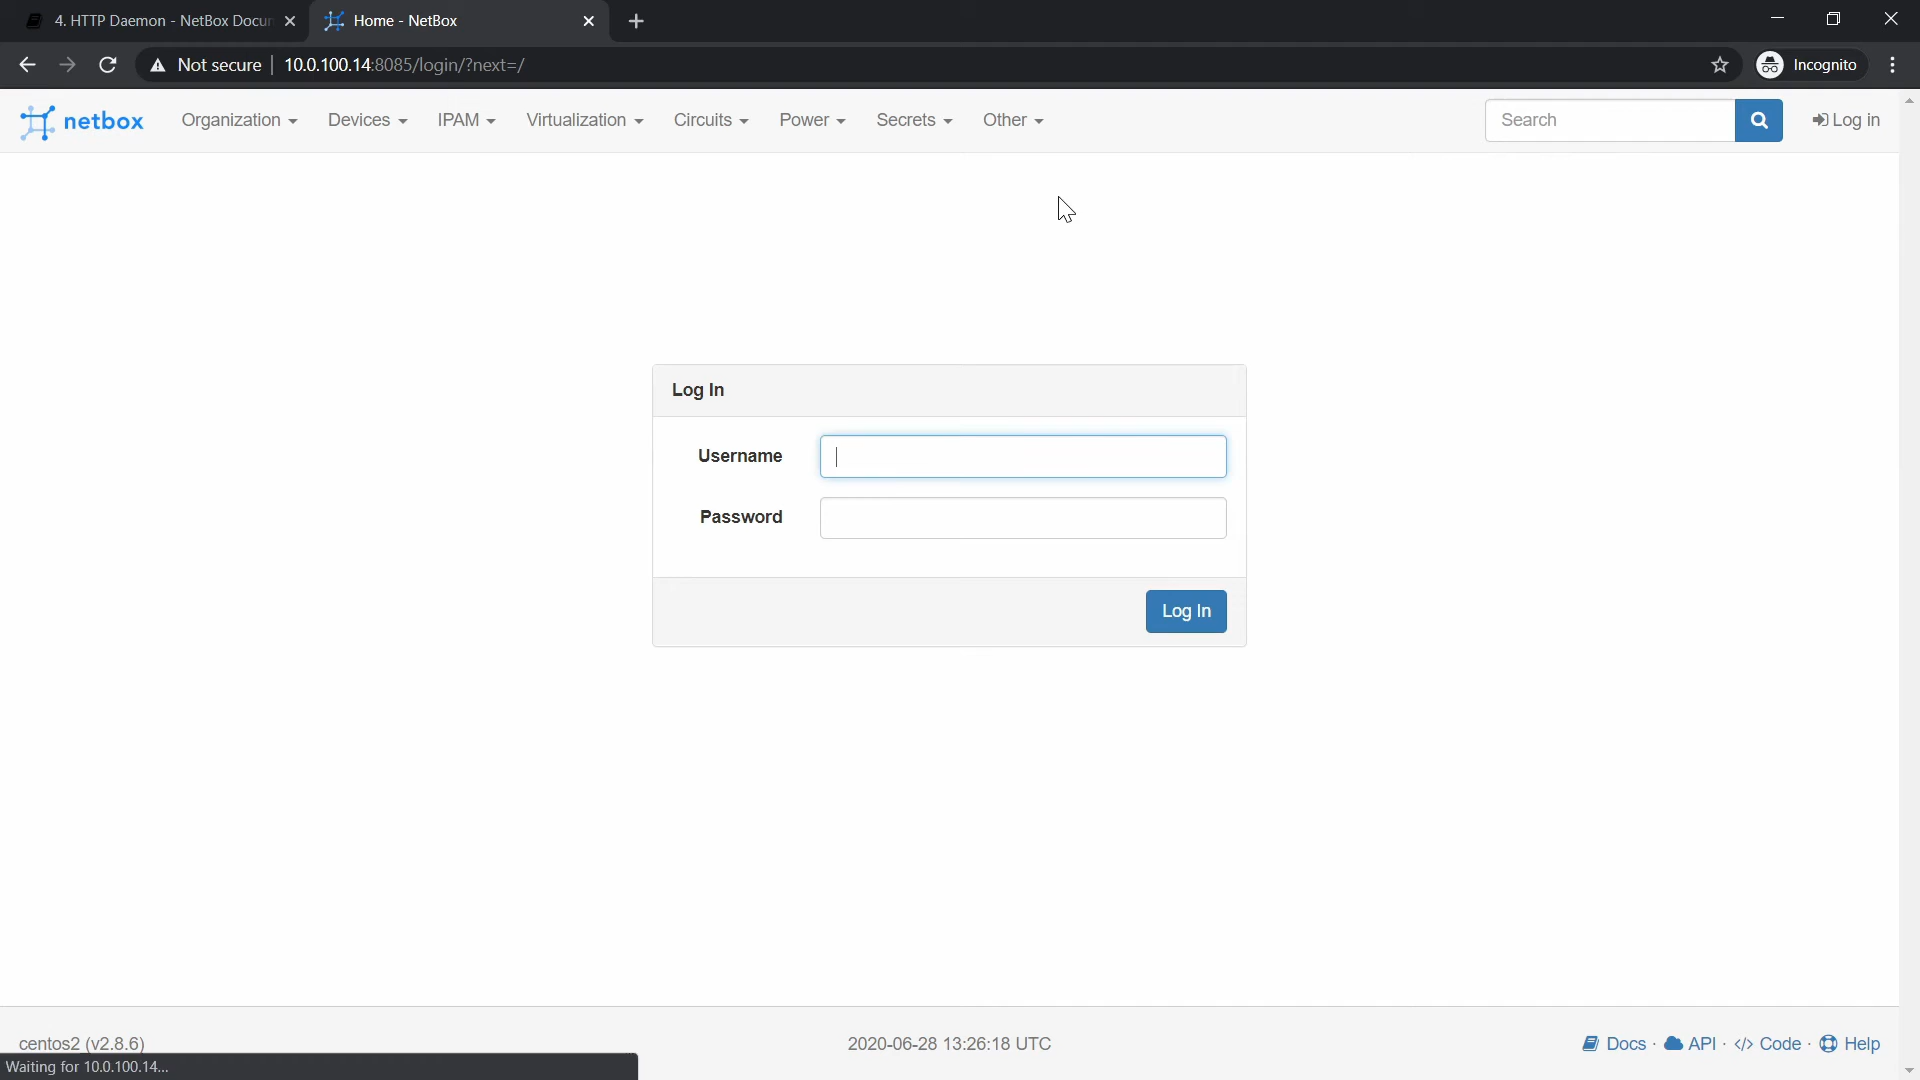 4. HTTP Daemon - NetBox Docun
Home - NetBox
Not secure 10.0.100.14:8085/login/?next=/
Incognito
netbox Organization Devices IPAM Virtualization Circuits Power Secrets Other Search Log in
Log In
Username
Password
Log In
centos2 (v2.8.6) 2020-06-28 13:26:18 UTC Docs · API · </> Code · Help
Waiting for 10.0.100.14...